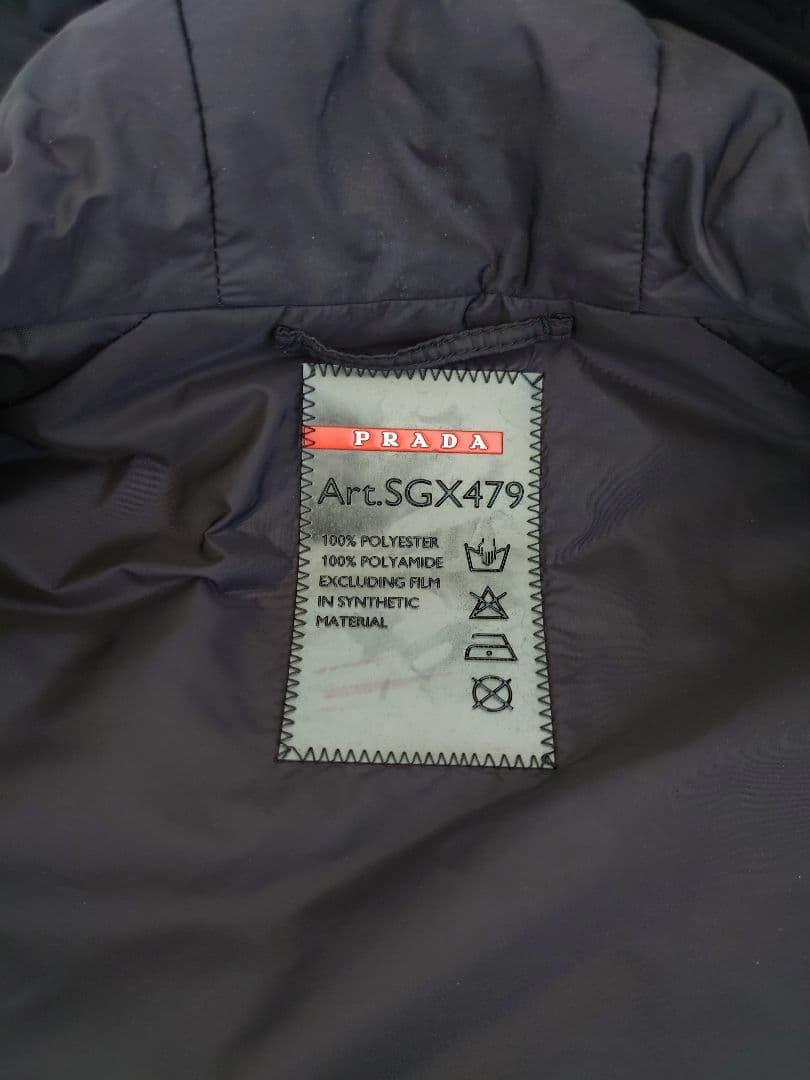 PRADA
Art.SGX479
100% POLYESTER
100% POLYAMIDE
EXCLUDING FILM
IN SYNTHETIC
MATERIAL